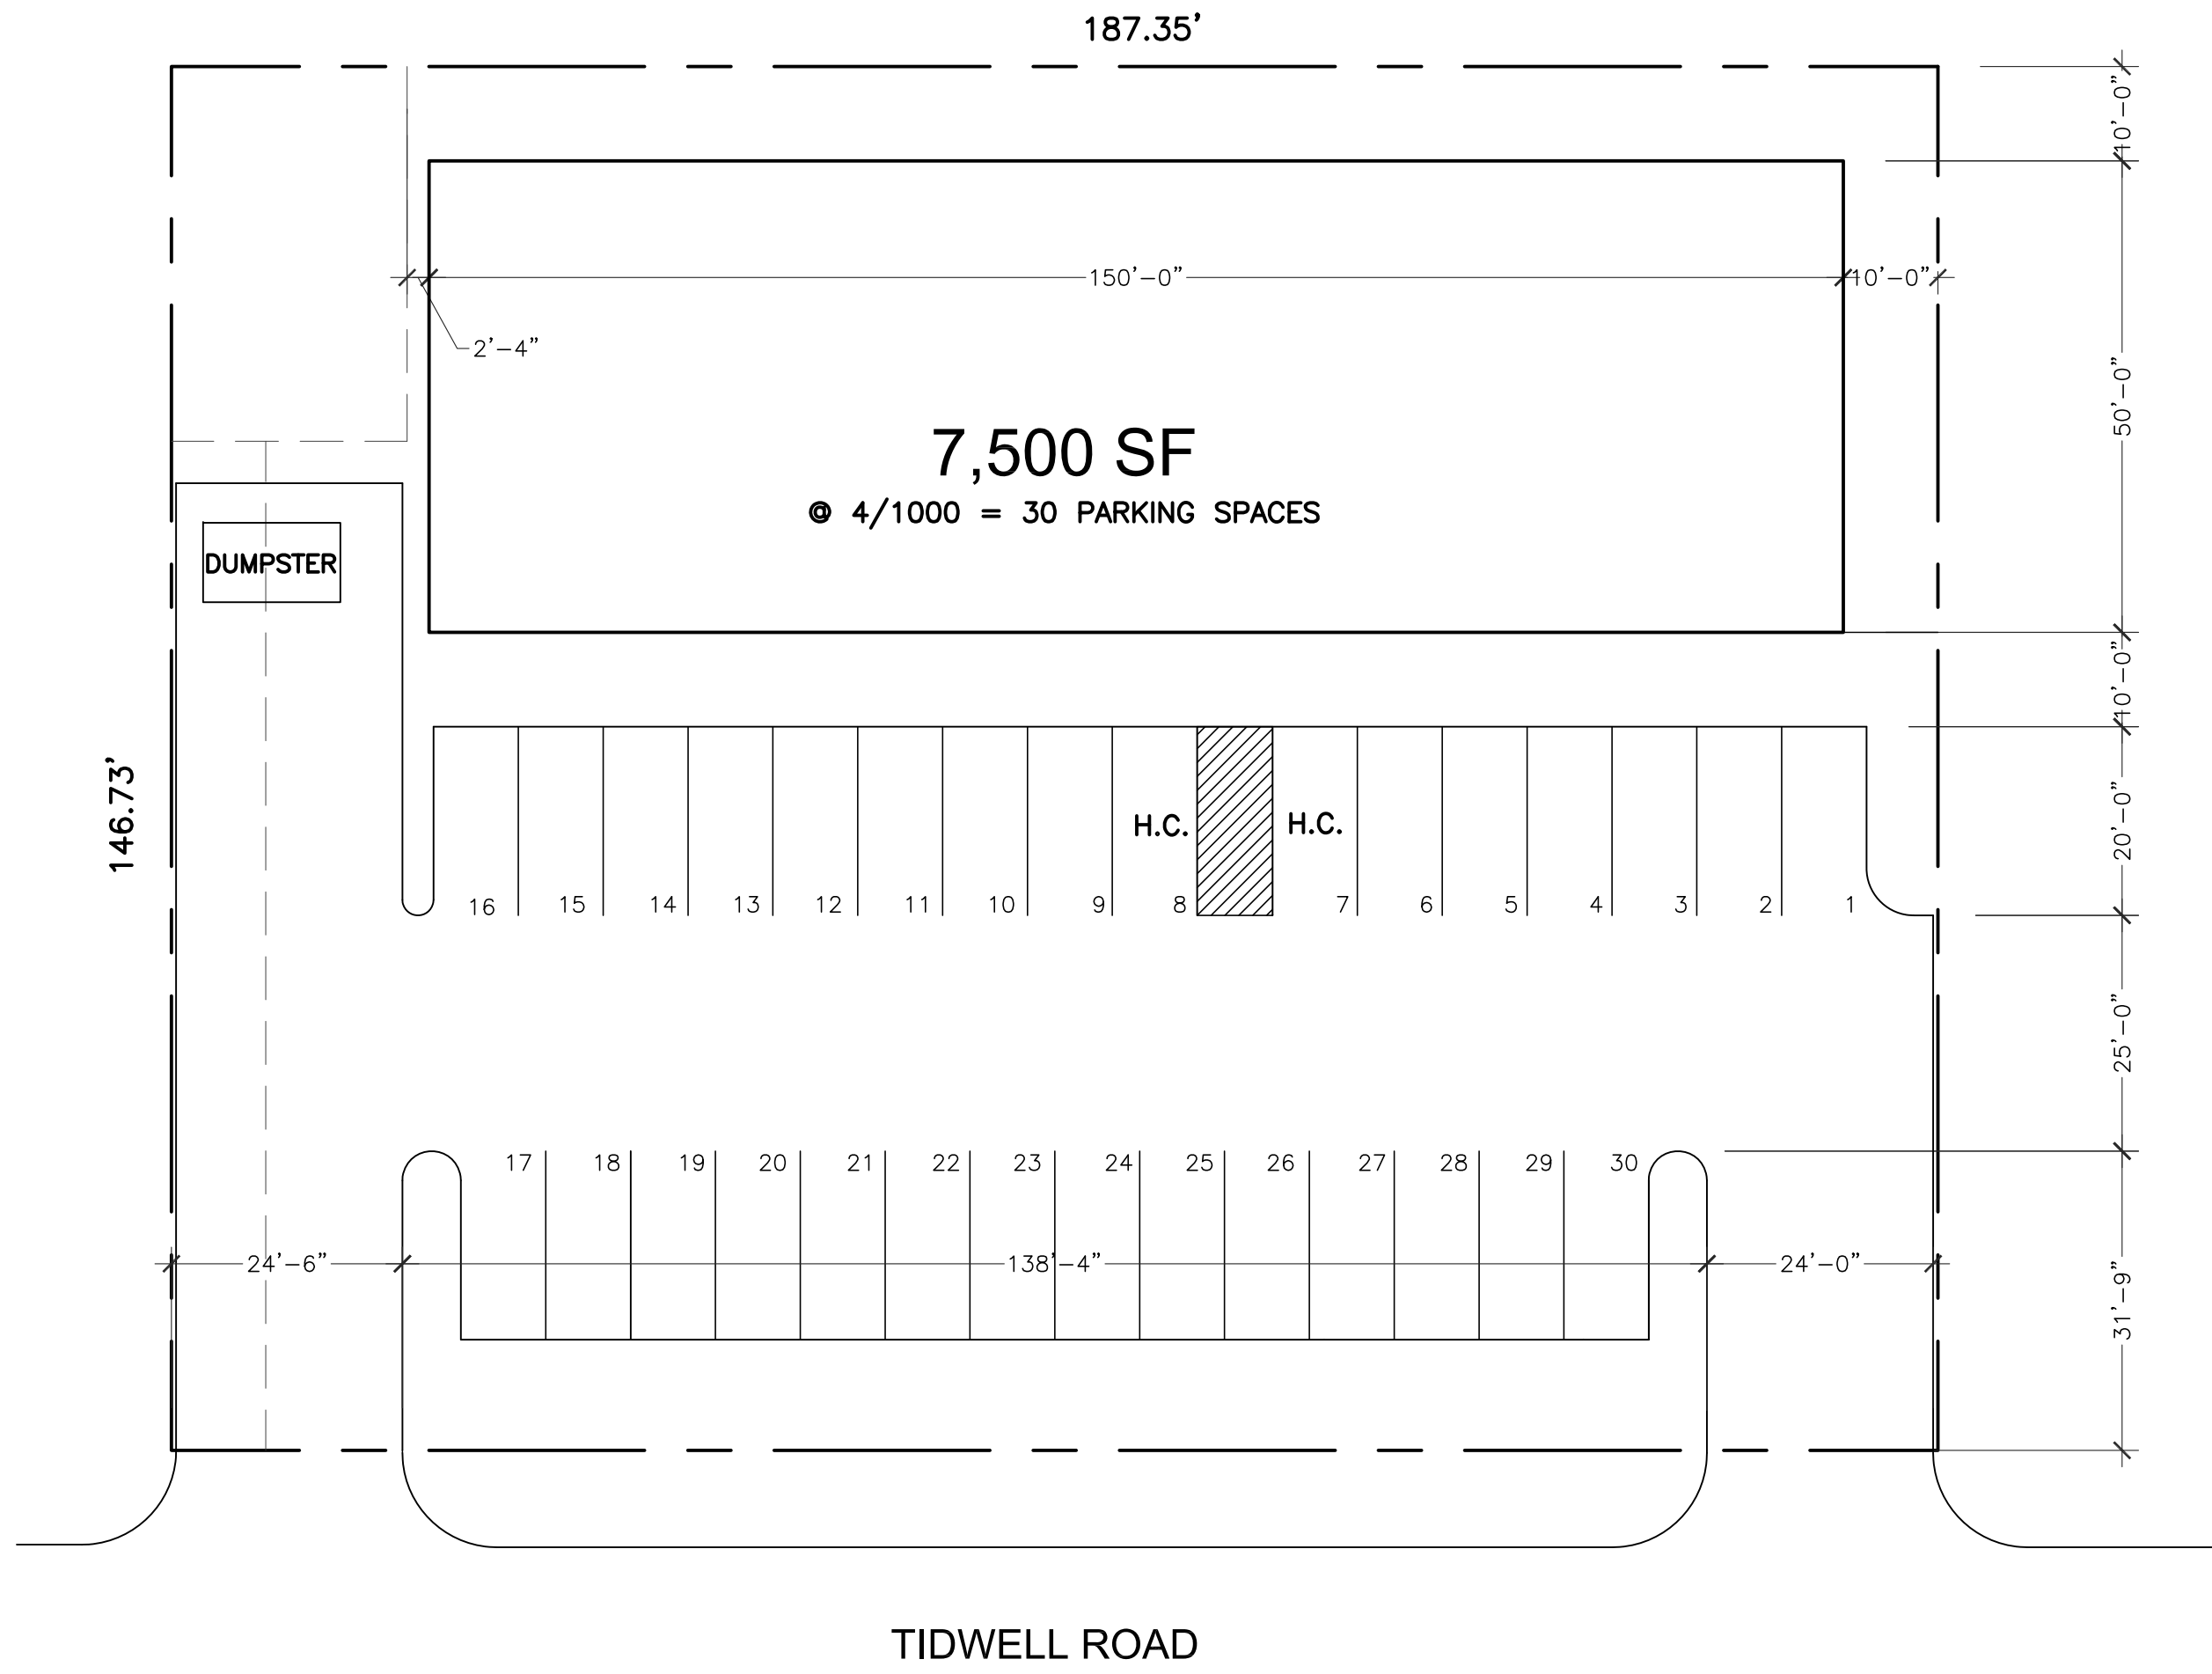 187.35'
10'-0"
150'-0"
10'-0"
2'-4"
50'-0"
7,500 SF
@ 4/1000 = 30 PARKING SPACES
DUMPSTER
10'-0"
146.73'
H.C.
H.C.
20'-0"
16 15 14 13 12 11 10 9 8 7 6 5 4 3 2 1
25'-0"
17 18 19 20 21 22 23 24 25 26 27 28 29 30
24'-6"
138'-4"
24'-0"
31'-9"
TIDWELL ROAD